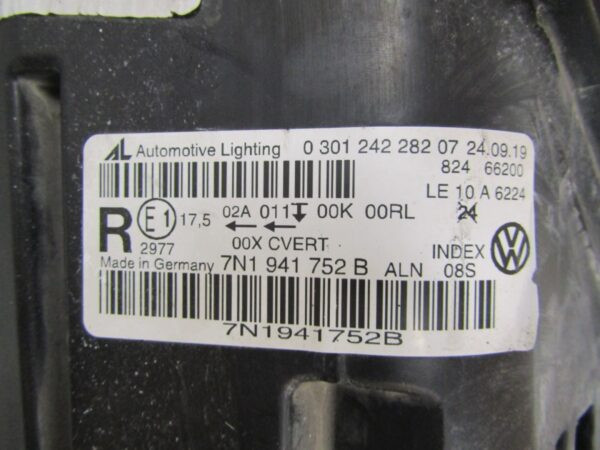 AL Automotive Lighting 0 301 242 282 07 24.09.19
824 66200
LE 10 A 6224
R E1 17,5 02A 011 00K 00RL 24
2977 00X CVERT INDEX
Made in Germany 7N1 941 752 B ALN 08S
7N1941752B